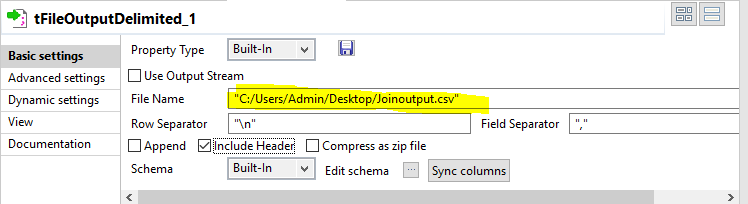 tFileOutputDelimited_1
Basic settings
Advanced settings
Dynamic settings
View
Documentation
Property Type Built-In
Use Output Stream
File Name "C:/Users/Admin/Desktop/Joinoutput.csv"
Row Separator "\n" Field Separator ","
Append Include Header Compress as zip file
Schema Built-In Edit schema ... Sync columns